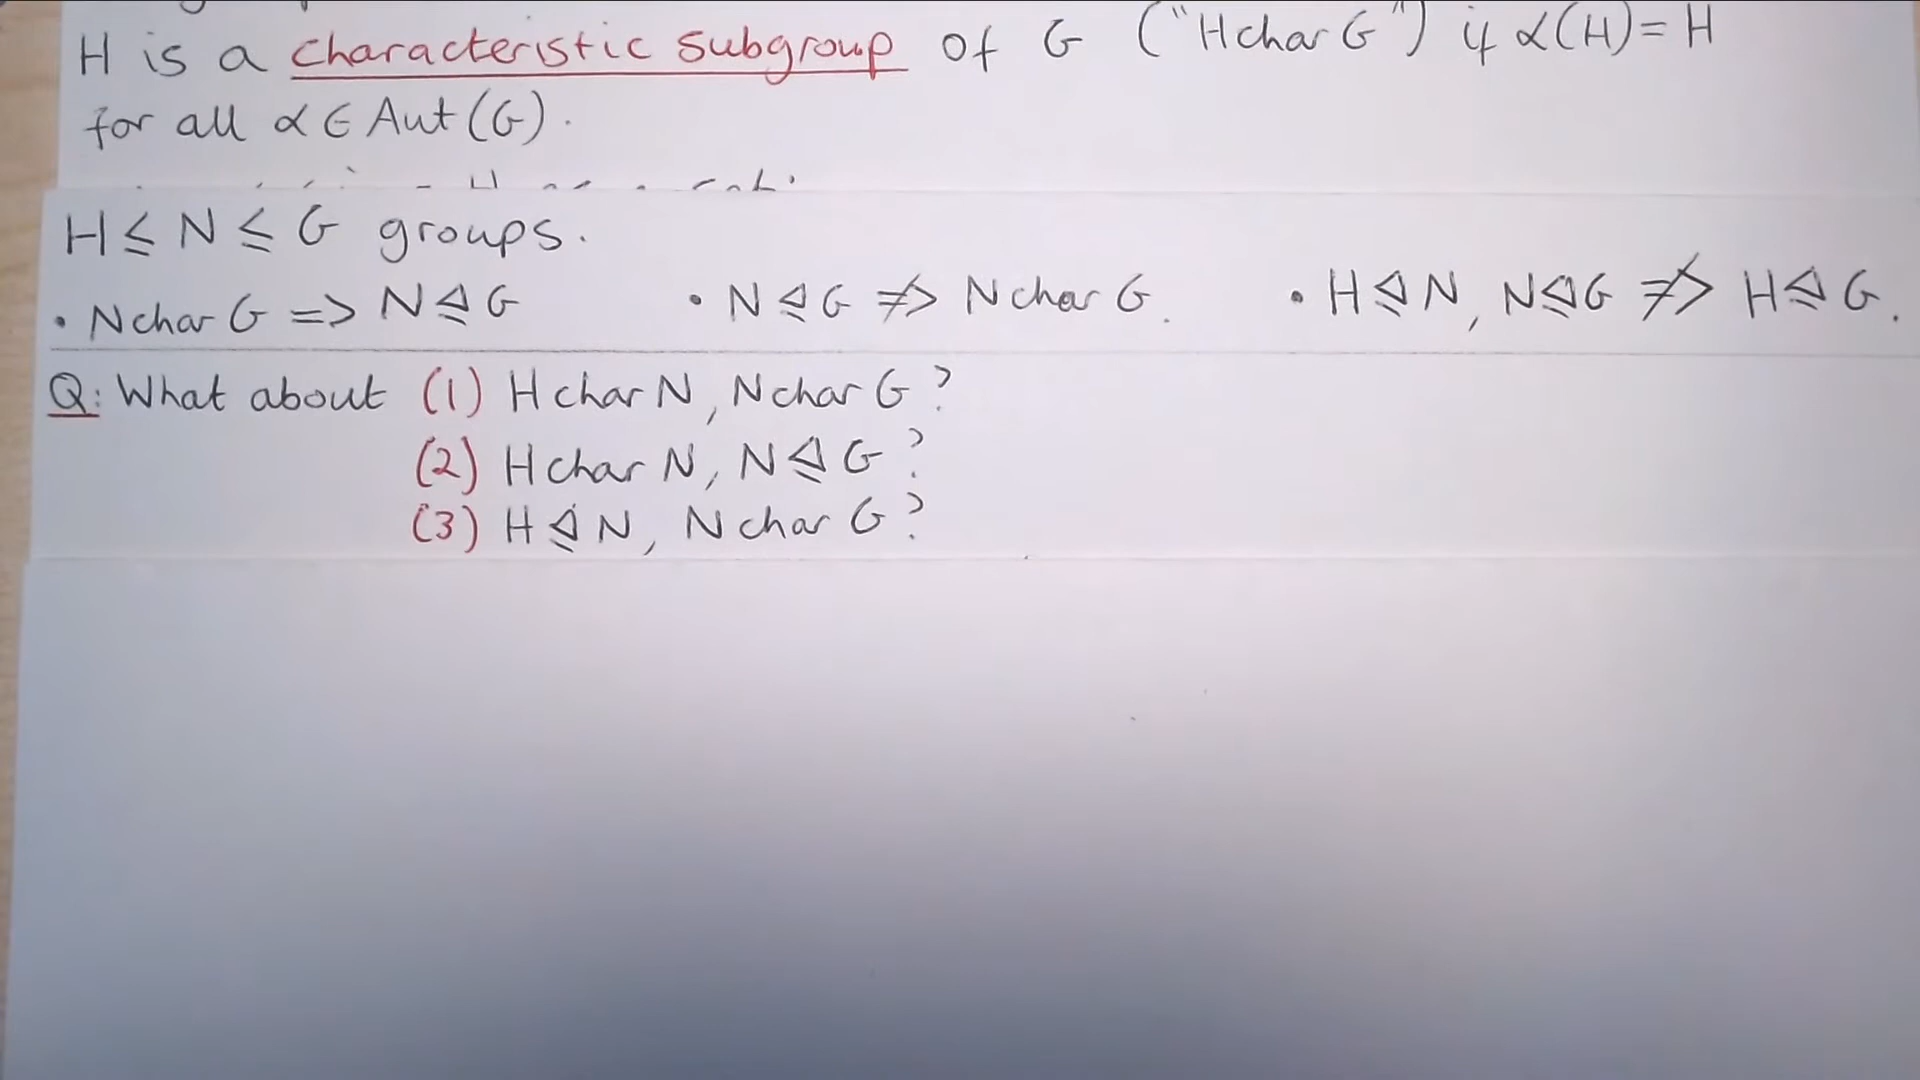 H is a characteristic subgroup of G ("H char G") if α(H) = H
for all α ∈ Aut(G).
H ≤ N ≤ G groups.
• N char G => N ⊴ G • N ⊴ G ⇏ N char G. • H ⊴ N, N ⊴ G ⇏ H ⊴ G.
Q: What about (1) H char N, N char G?
(2) H char N, N ⊴ G?
(3) H ⊴ N, N char G?